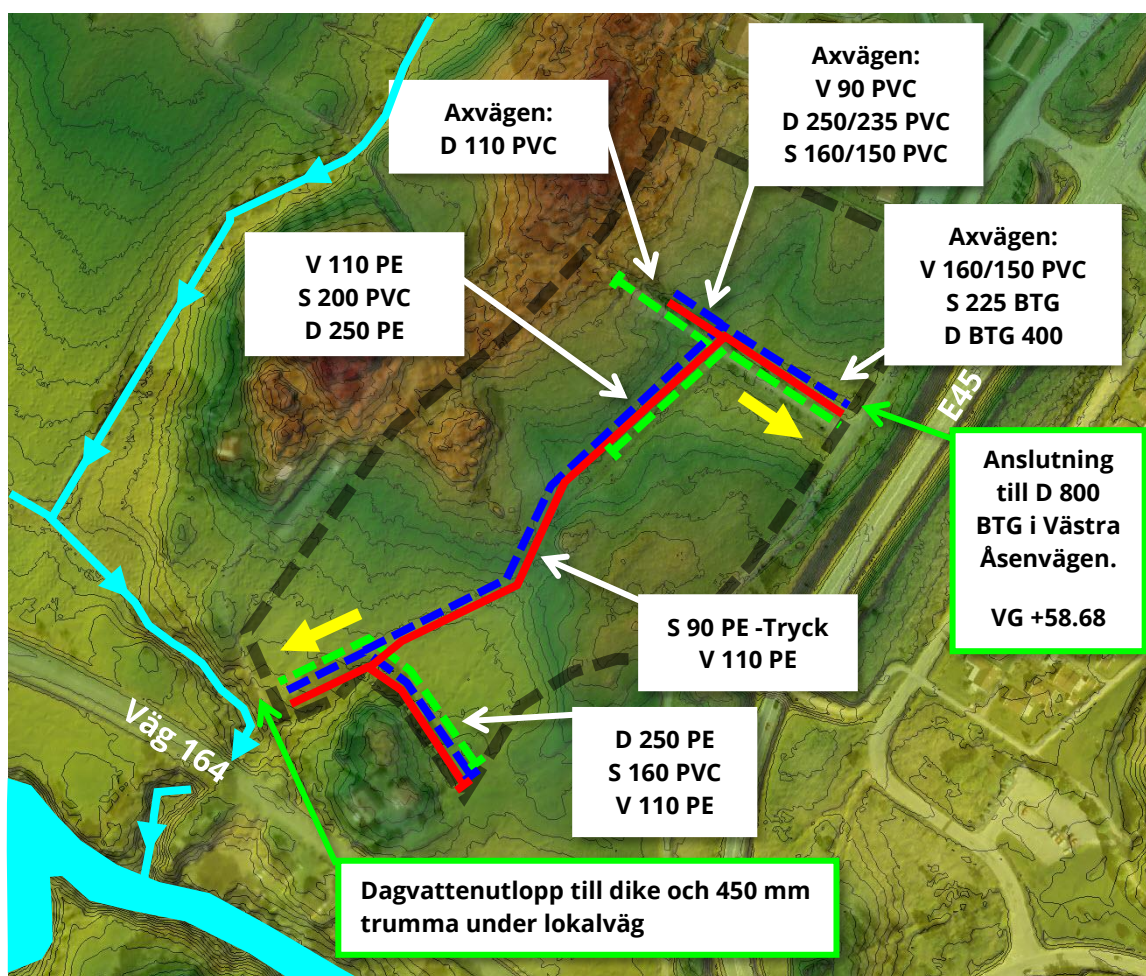 Axvägen:
D 110 PVC
Axvägen:
V 90 PVC
D 250/235 PVC
S 160/150 PVC
V 110 PE
S 200 PVC
D 250 PE
Axvägen:
V 160/150 PVC
S 225 BTG
D BTG 400
E45
Anslutning
till D 800
BTG i Västra
Åsenvägen.
VG +58.68
S 90 PE -Tryck
V 110 PE
Väg 164
D 250 PE
S 160 PVC
V 110 PE
Dagvattenutlopp till dike och 450 mm
trumma under lokalväg